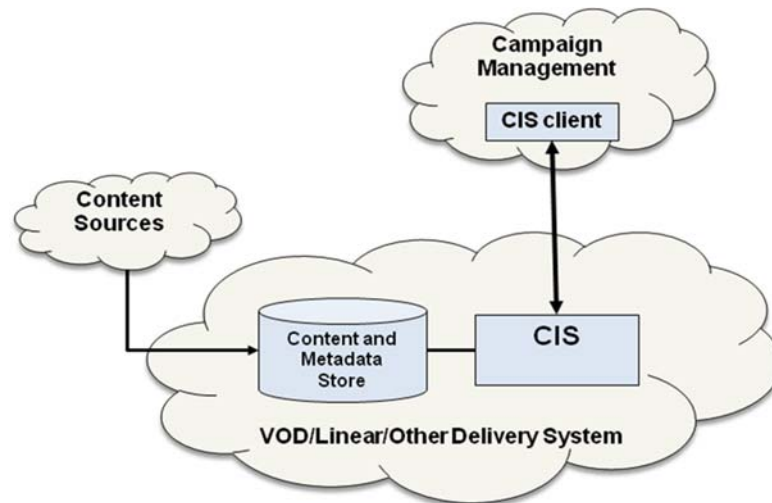 Campaign
Management
CIS client
Content
Sources
Content and
Metadata
Store
CIS
VOD/Linear/Other Delivery System